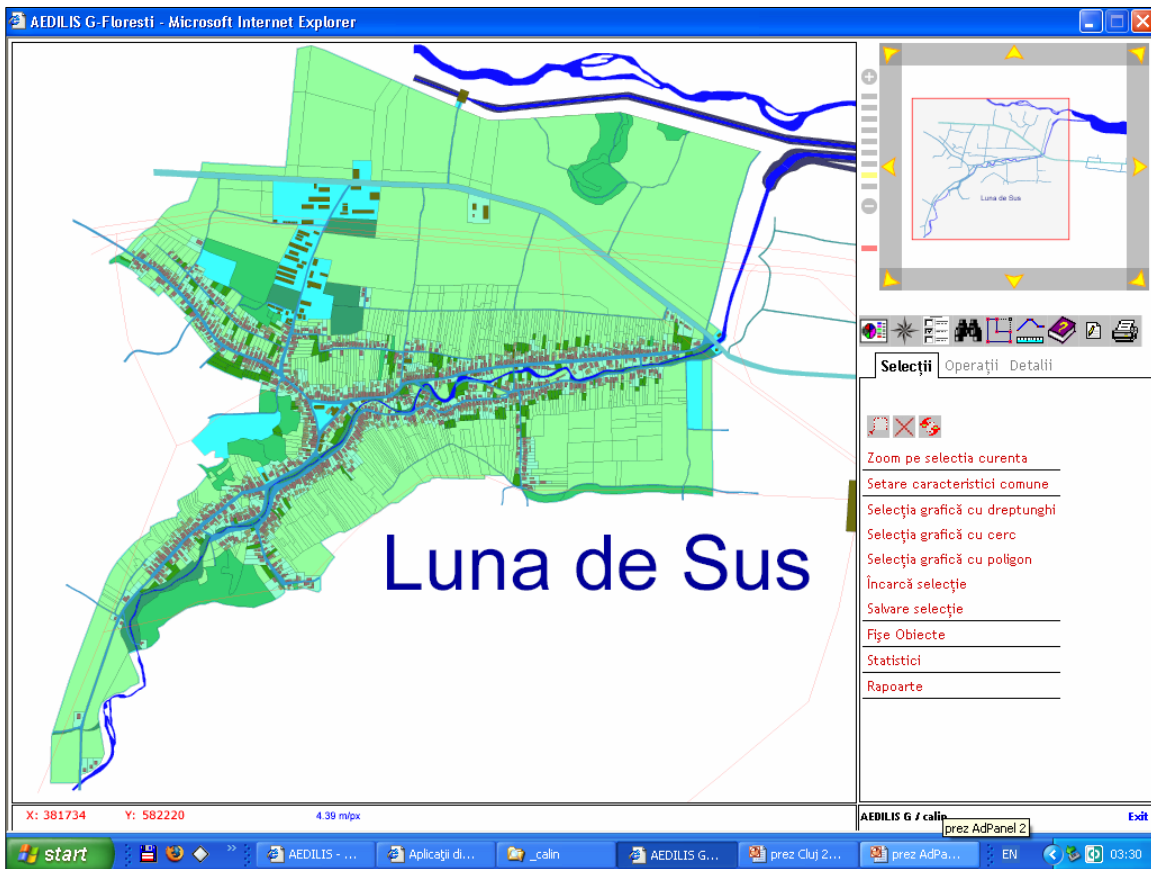 AEDILIS G-Floresti - Microsoft Internet Explorer
Luna de Sus
Luna de Sus
Selecții Operații Detalii
Zoom pe selectia curenta
Setare caracteristici comune
Selecția grafică cu dreptunghi
Selecția grafică cu cerc
Selecția grafică cu poligon
Încarcă selecție
Salvare selecție
Fișe Obiecte
Statistici
Rapoarte
X: 381734 Y: 582220 4.39 m/px
AEDILIS G / calin Exit
prez AdPanel 2
start AEDILIS - ... Aplicații di... _calin AEDILIS G... prez Cluj 2... prez AdPa... EN 03:30